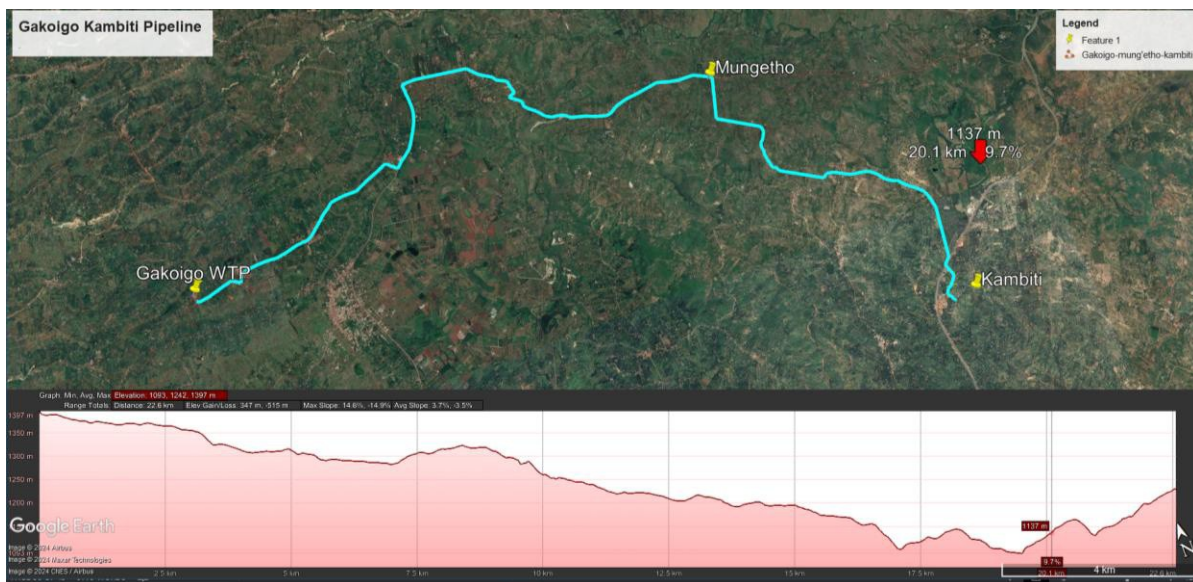 Gakoigo Kambiti Pipeline
Legend
Feature 1
Gakoigo-mung'etho-kambiti
Mungetho
1137 m
20.1 km 9.7%
Gakoigo WTP
Kambiti
Graph: Min, Avg, Max Elevation: 1093, 1242, 1397 m
Range Totals: Distance: 22.6 km Elev Gain/Loss: 347 m, -515 m Max Slope: 14.6%, -14.9% Avg Slope: 3.7%, -3.5%
1397 m
1350 m
1300 m
1250 m
1200 m
1137 m
Google Earth
Image © 2024 Airbus
Image © 2024 Maxar Technologies
1093 m
Image © 2024 CNES / Airbus
2.5 km 5 km 7.5 km 10 km 12.5 km 15 km 17.5 km 20.1 km 22.6 km
9.7%
4 km
N